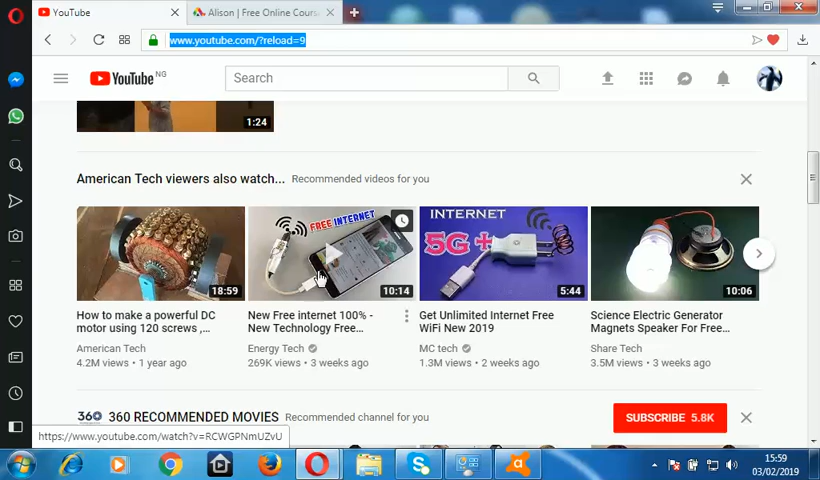 YouTube
Alison | Free Online Cours
www.youtube.com/?reload=9
YouTube NG
Search
1:24
American Tech viewers also watch... Recommended videos for you
FREE INTERNET
INTERNET
5G+
18:59
10:14
5:44
10:06
How to make a powerful DC
motor using 120 screws ,...
American Tech
4.2M views • 1 year ago
New Free internet 100% -
New Technology Free...
Energy Tech
269K views • 3 weeks ago
Get Unlimited Internet Free
WiFi New 2019
MC tech
1.3M views • 2 weeks ago
Science Electric Generator
Magnets Speaker For Free...
Share Tech
3.5M views • 3 weeks ago
360 360 RECOMMENDED MOVIES Recommended channel for you
SUBSCRIBE 5.8K
https://www.youtube.com/watch?v=RCWGPNmUZvU
15:59
03/02/2019